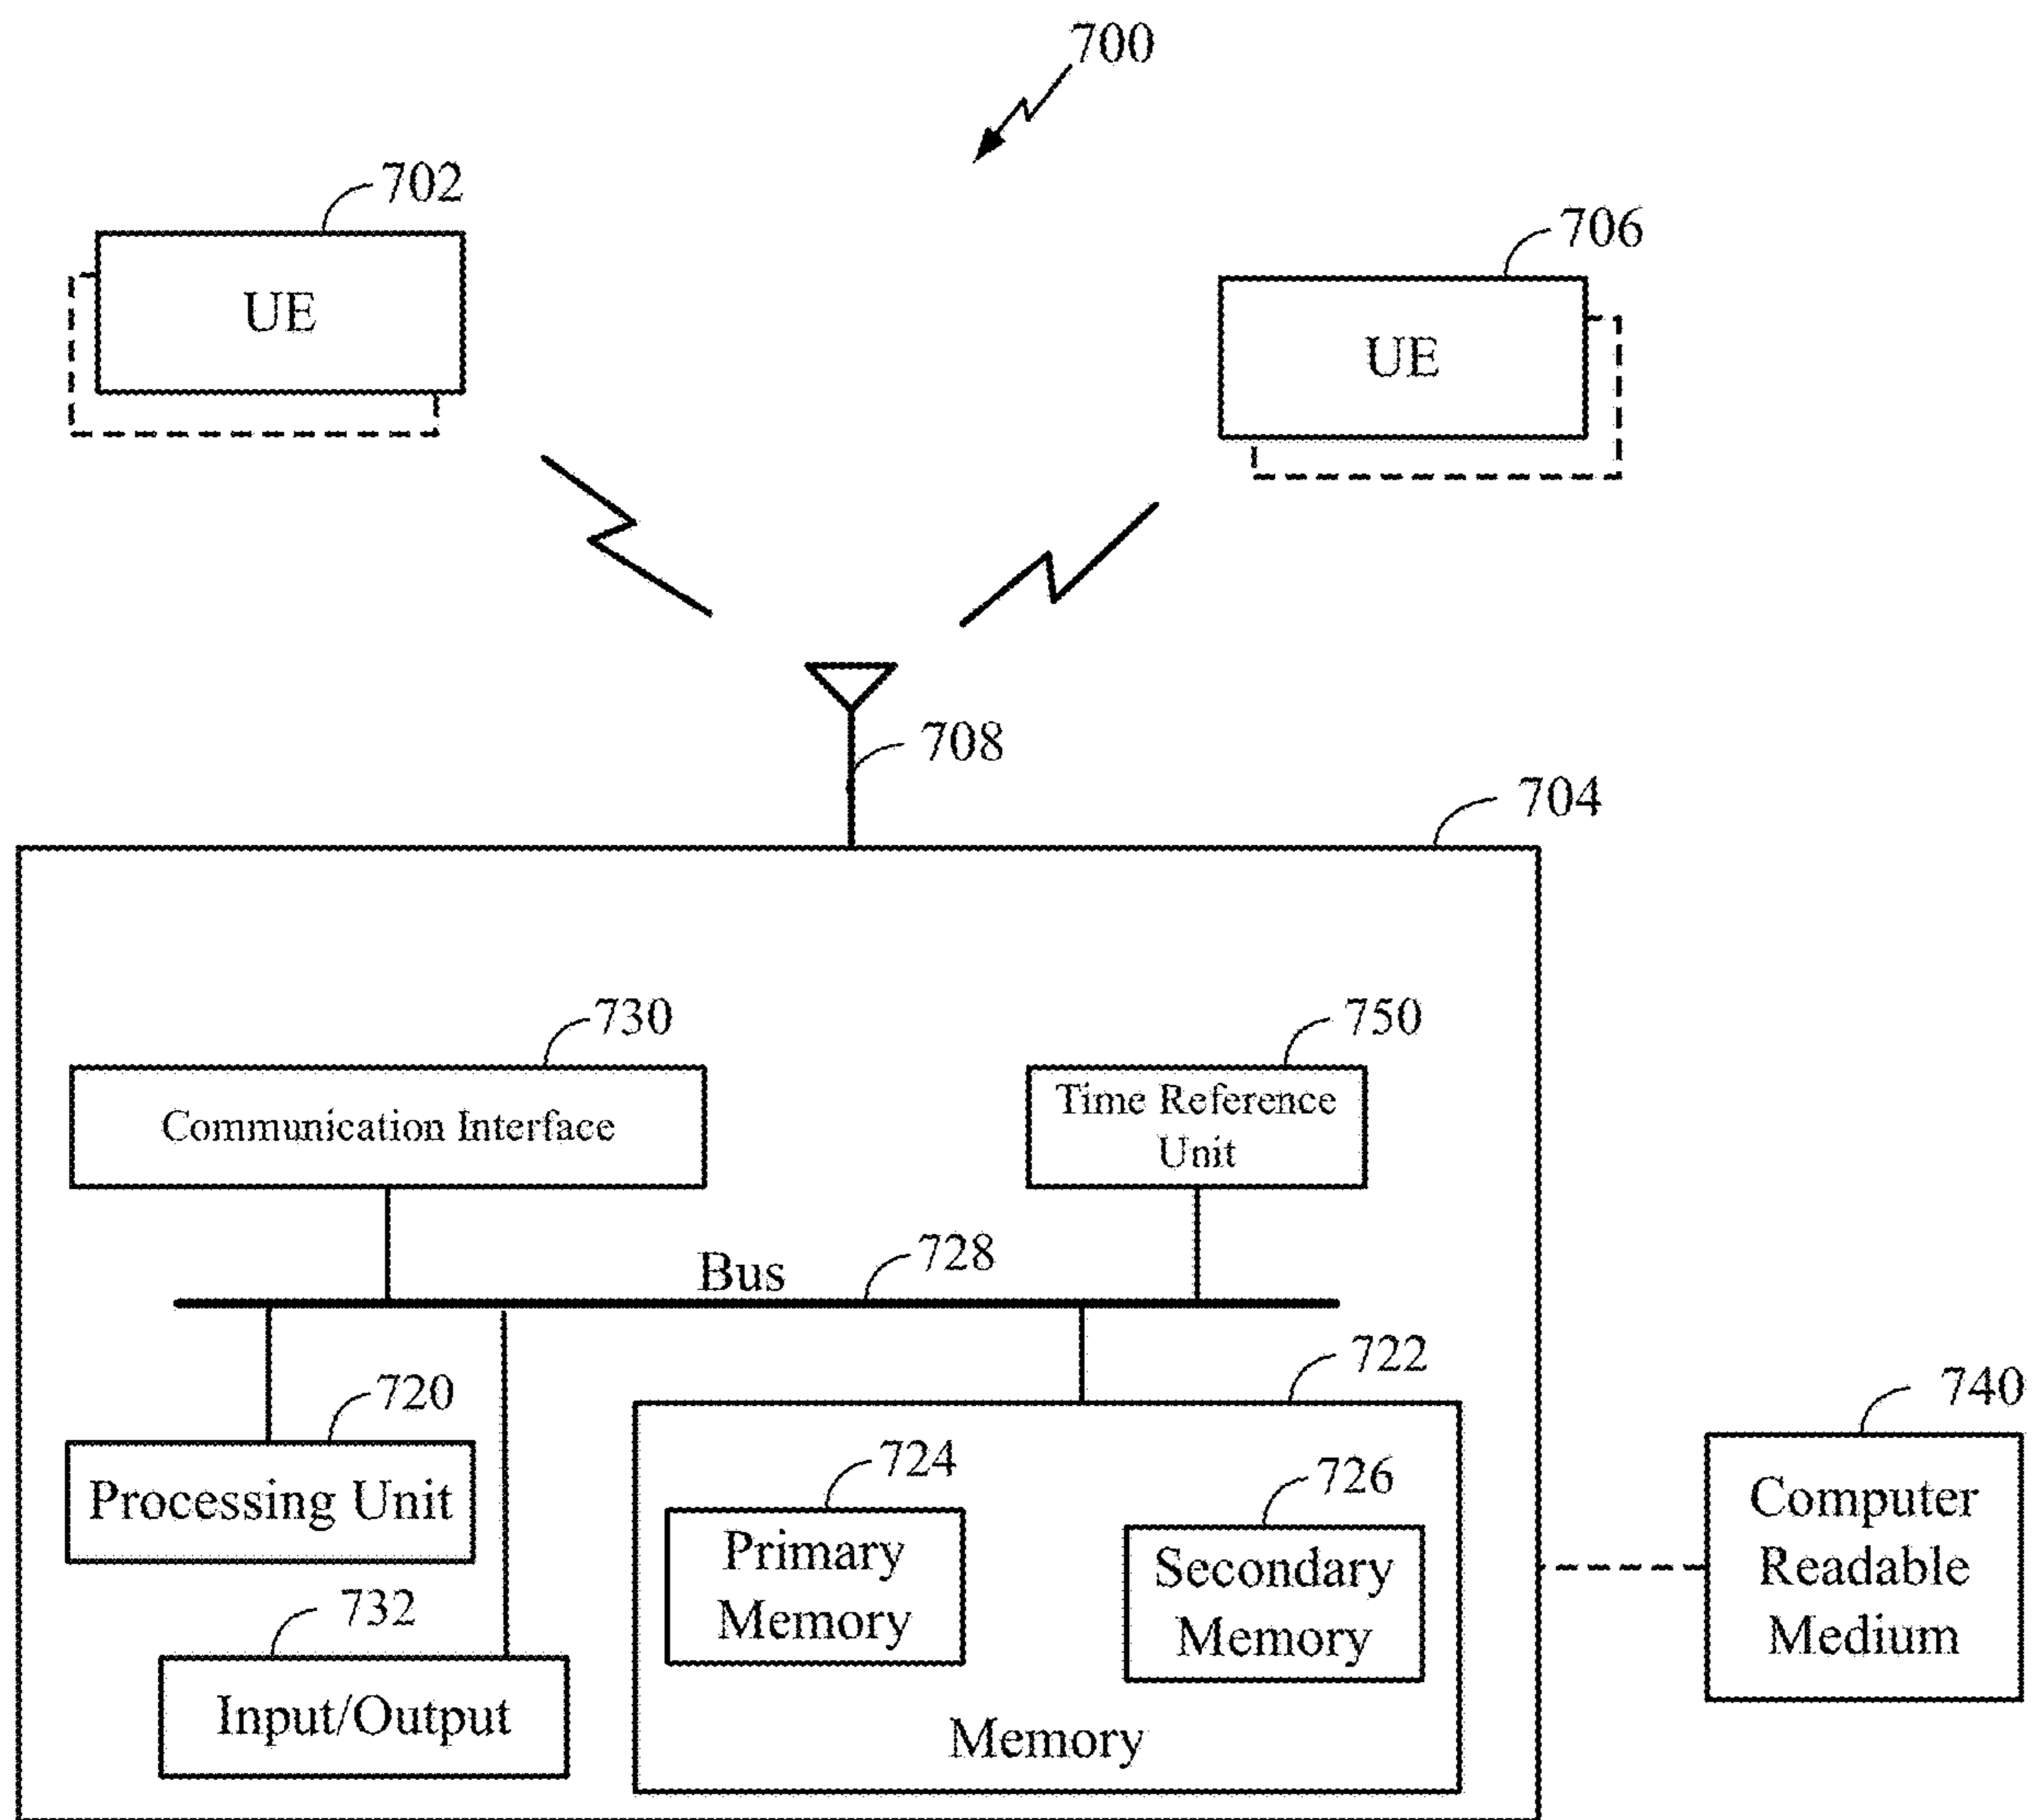 700
702
UE
706
UE
708
704
730
Communication Interface
750
Time Reference
Unit
Bus
728
720
Processing Unit
722
724
Primary
Memory
726
Secondary
Memory
Memory
732
Input/Output
740
Computer
Readable
Medium